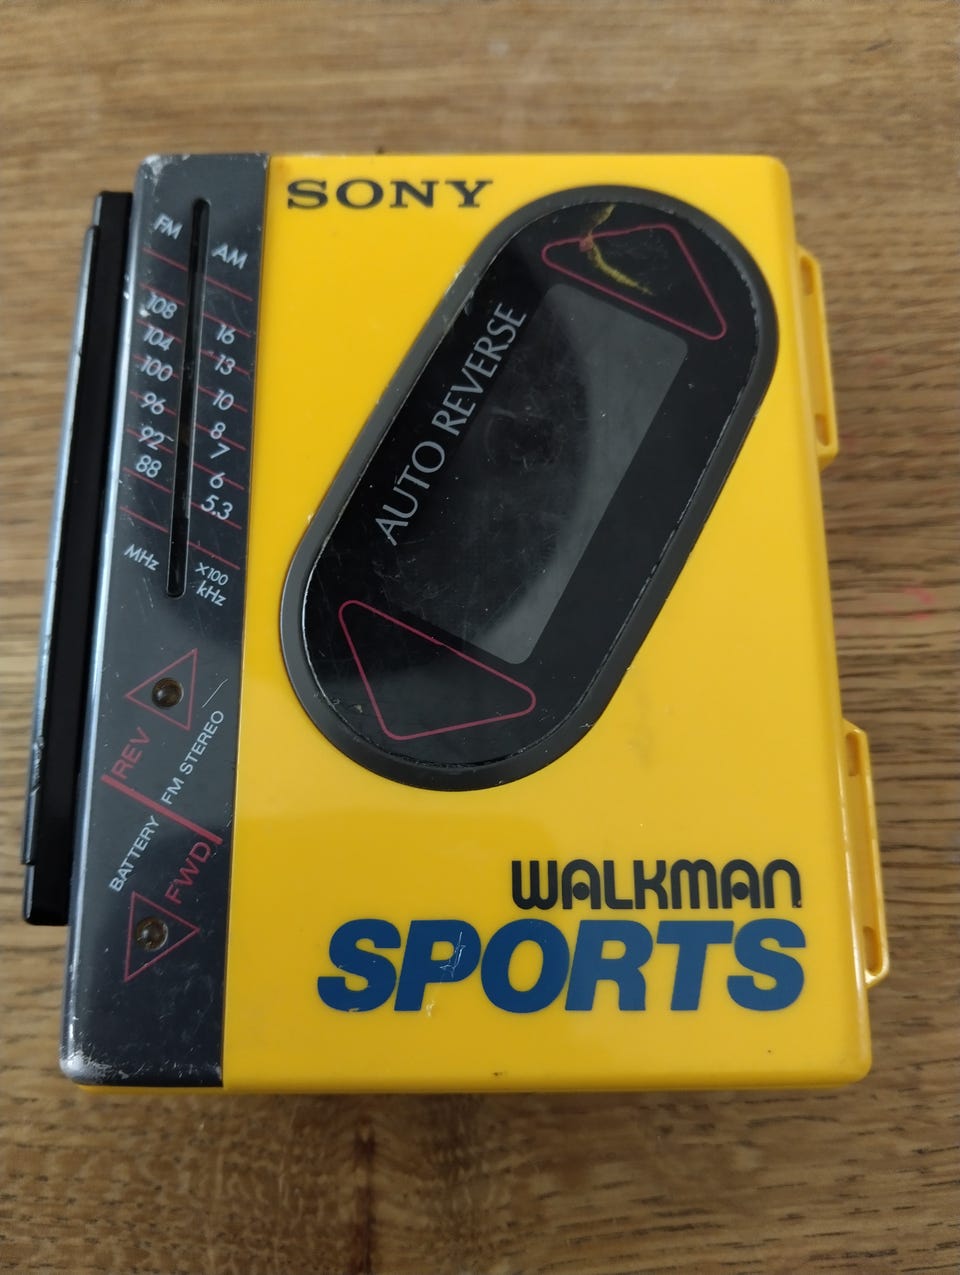 SONY
FM AM
108
16
104
13
100
10
96
8
92
7
88
6
5.3
MHz
×100
kHz
AUTO REVERSE
REV
FM STEREO
BATTERY
FWD
WALKMAN
SPORTS